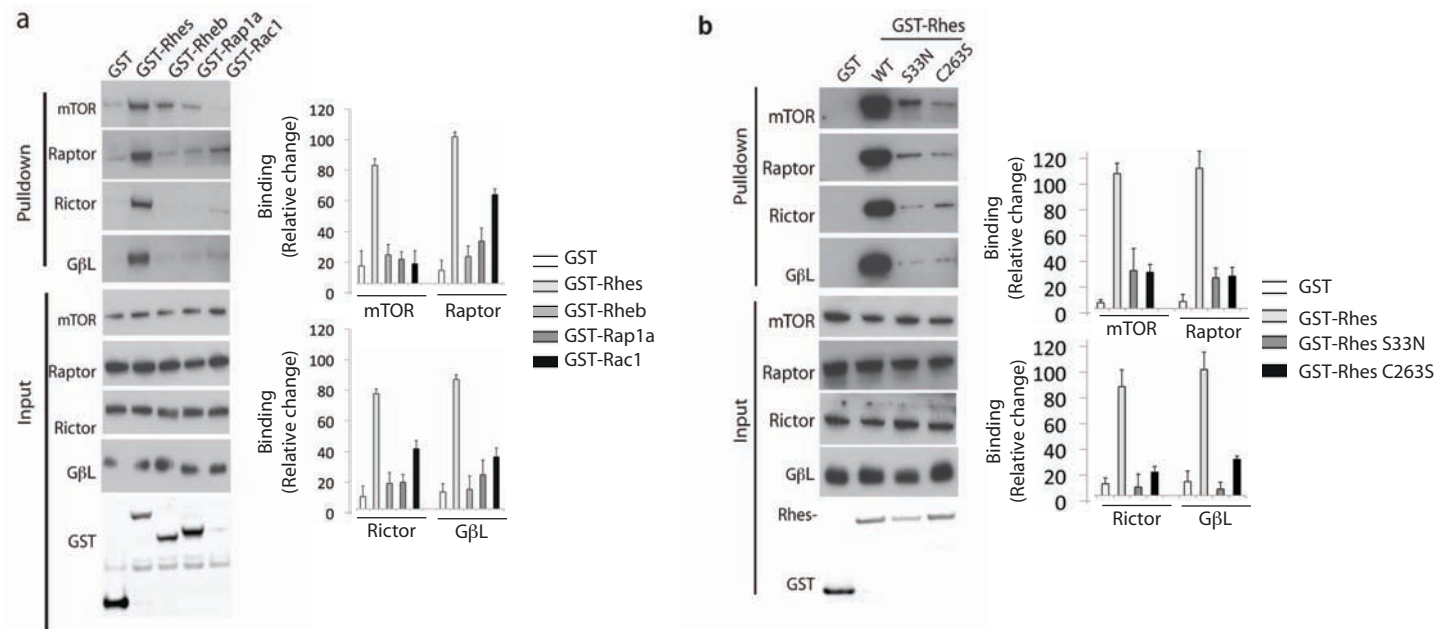 a
GST
GST-Rhes
GST-Rheb
GST-Rap1a
GST-Rac1
Pulldown
mTOR
Raptor
Rictor
GβL
Input
mTOR
Raptor
Rictor
GβL
GST
Binding
(Relative change)
120
100
80
60
40
20
0
mTOR Raptor
Binding
(Relative change)
120
100
80
60
40
20
0
Rictor GβL
GST
GST-Rhes
GST-Rheb
GST-Rap1a
GST-Rac1
b
GST-Rhes
GST
WT
S33N
C263S
Pulldown
mTOR
Raptor
Rictor
GβL
Input
mTOR
Raptor
Rictor
GβL
Rhes-
GST
Binding
(Relative change)
120
100
80
60
40
20
0
mTOR Raptor
Binding
(Relative change)
120
100
80
60
40
20
0
Rictor GβL
GST
GST-Rhes
GST-Rhes S33N
GST-Rhes C263S